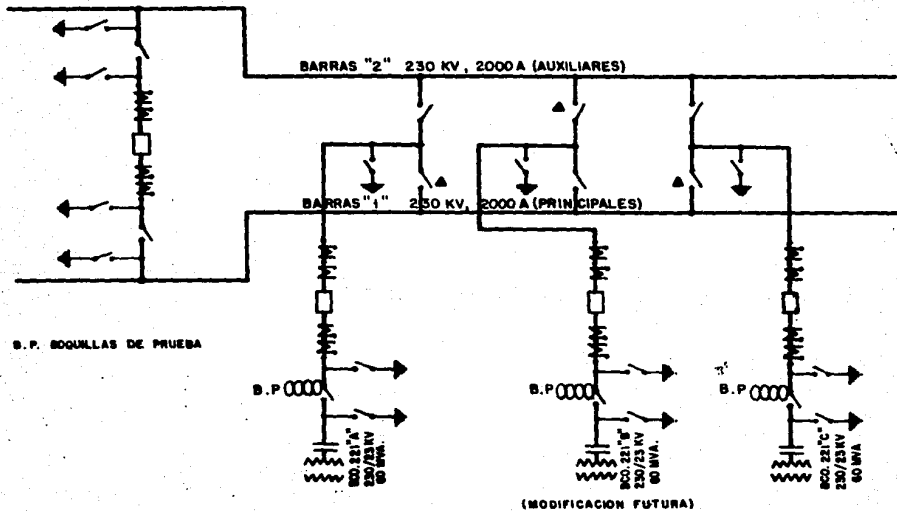 BARRAS "2" 230 KV, 2000 A (AUXILIARES)
BARRAS "1" 230 KV, 2000 A (PRINCIPALES)
B.P. BOQUILLAS DE PRUEBA
B.P
B.P
B.P
BCO. 221 "A"
230/23 KV
60 MVA.
BCO. 221 "B"
230/23 KV
60 MVA.
BCO. 221 "C"
230/23 KV
60 MVA
(MODIFICACION FUTURA)